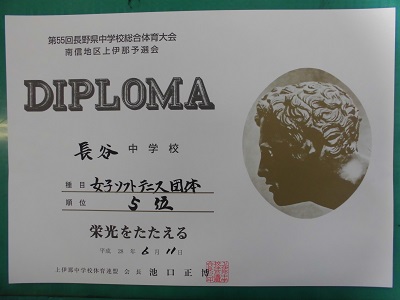 第55回長野県中学校総合体育大会
南信地区上伊那予選会
DIPLOMA
長谷 中学校
種目 女子ソフトテニス団体
順位 5位
栄光をたたえる
平成 28年 6月 11日
上伊那中学校体育連盟 会長 池口正博